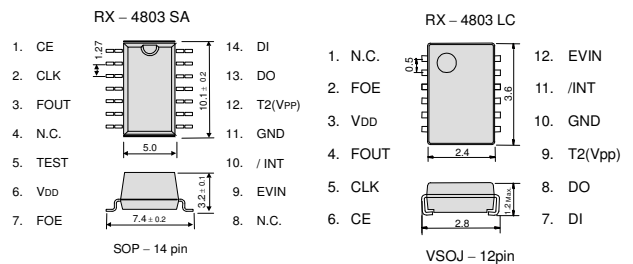 RX – 4803 SA
1. CE
2. CLK
3. FOUT
4. N.C.
5. TEST
6. VDD
7. FOE
1.27
10.1 ± 0.2
5.0
3.2 ± 0.1
7.4 ± 0.2
14. DI
13. DO
12. T2(VPP)
11. GND
10. / INT
9. EVIN
8. N.C.
SOP – 14 pin
RX – 4803 LC
1. N.C.
2. FOE
3. VDD
4. FOUT
5. CLK
6. CE
0.5
3.6
2.4
1.2 Max.
2.8
12. EVIN
11. /INT
10. GND
9. T2(Vpp)
8. DO
7. DI
VSOJ – 12pin